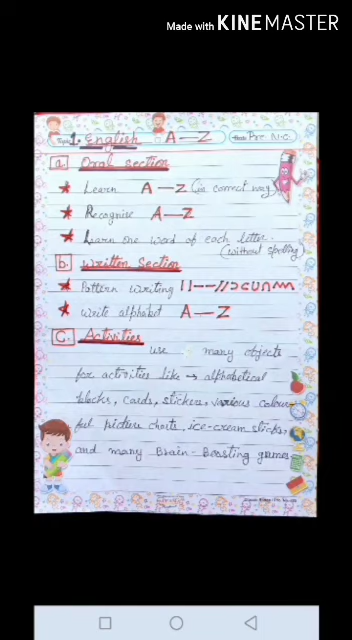 Made with KINEMASTER
1. English A—Z
a. Oral section
★ Learn A—Z (in correct way)
★ Recognise A—Z
★ Learn one word of each letter.
(without spelling)
b. Written Section
★ Pattern writing
★ Write alphabet A—Z
C. Activities
use many objects
for activities like → alphabetical
blocks, cards, stickers, various colour-
ful picture charts, ice-cream sticks,
and many Brain-Boasting games